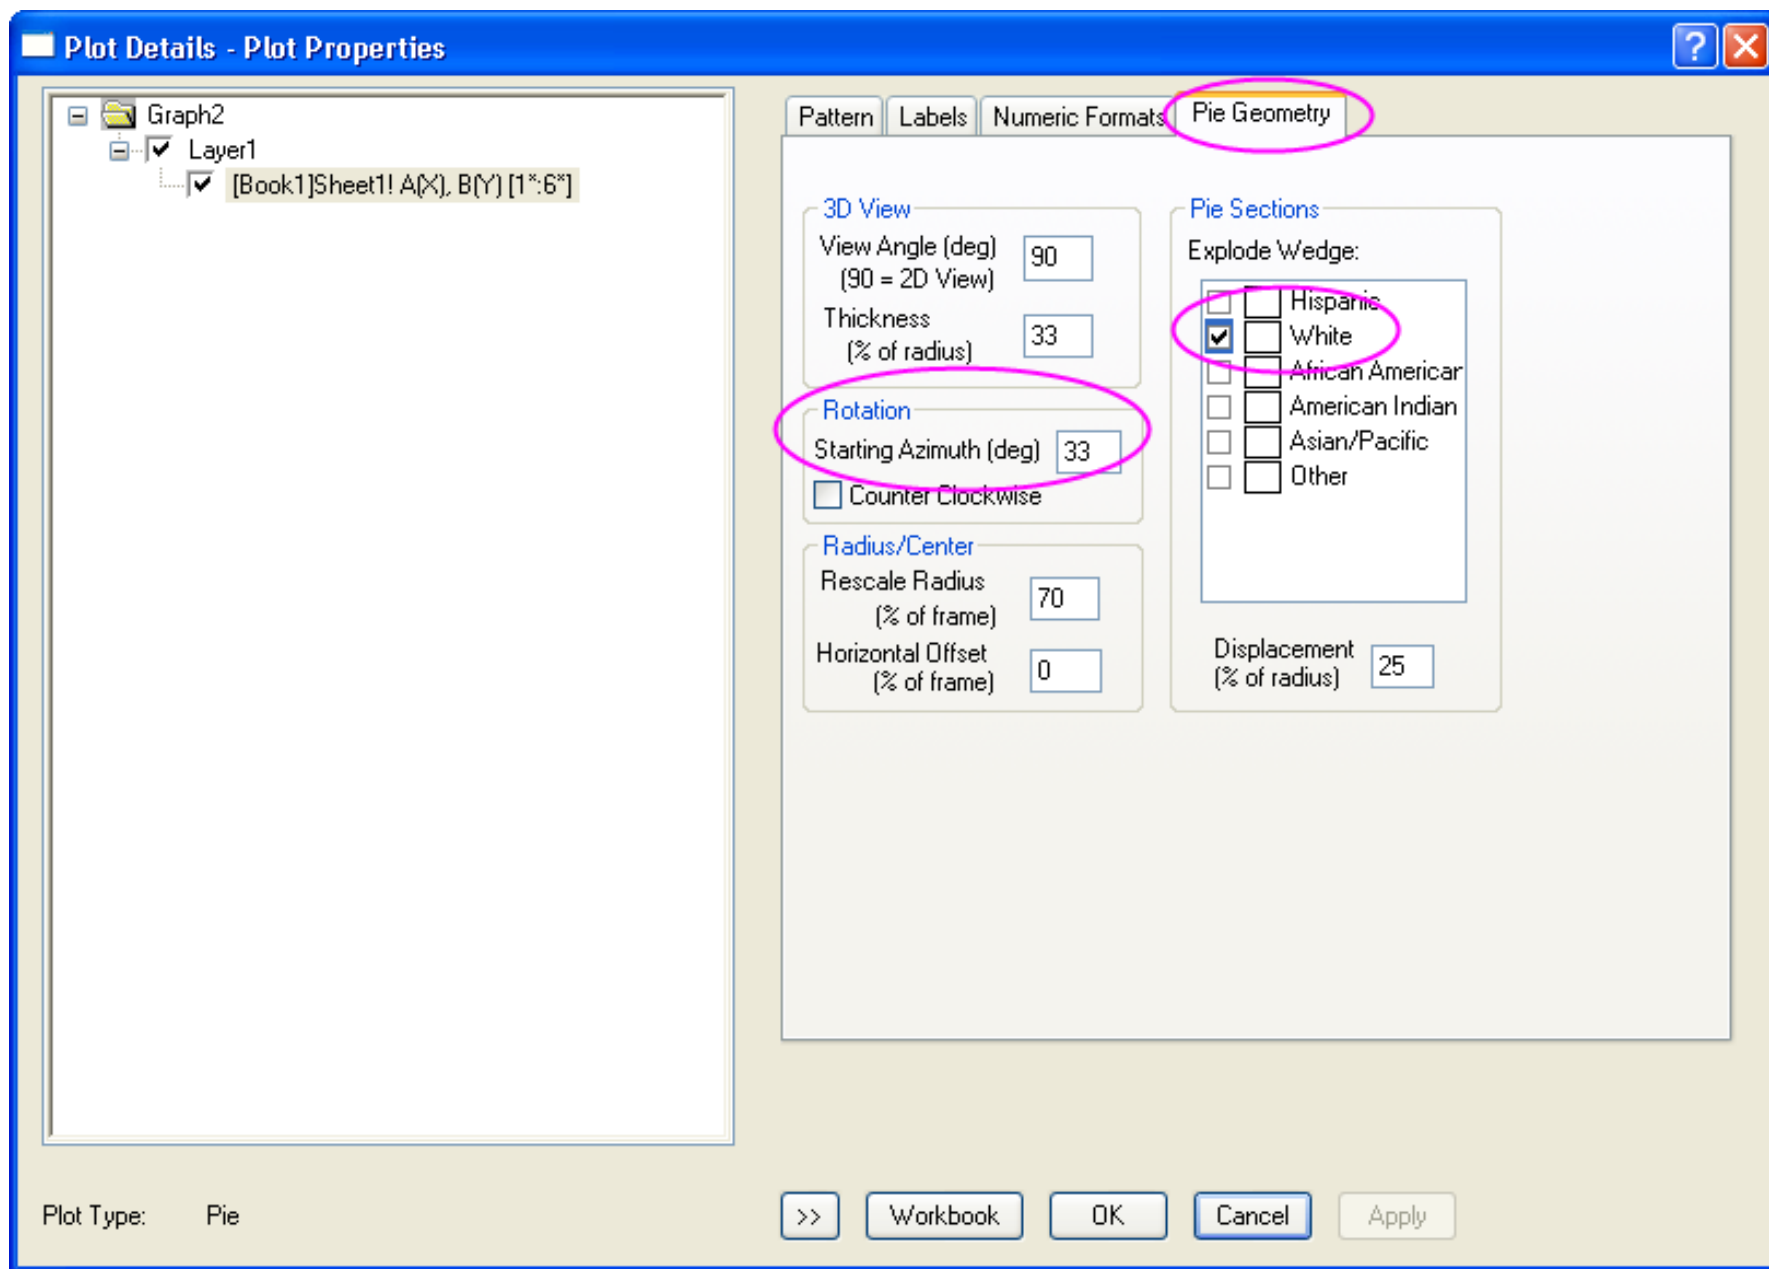 Plot Details - Plot Properties
Graph2
Layer1
[Book1]Sheet1! A(X), B(Y) [1*:6*]
Pattern Labels Numeric Formats Pie Geometry
3D View
View Angle (deg) 90
(90 = 2D View)
Thickness
(% of radius) 33
Rotation
Starting Azimuth (deg) 33
Counter Clockwise
Radius/Center
Rescale Radius
(% of frame) 70
Horizontal Offset
(% of frame) 0
Pie Sections
Explode Wedge:
Hispanic
White
African American
American Indian
Asian/Pacific
Other
Displacement
(% of radius) 25
Plot Type: Pie
>> Workbook OK Cancel Apply